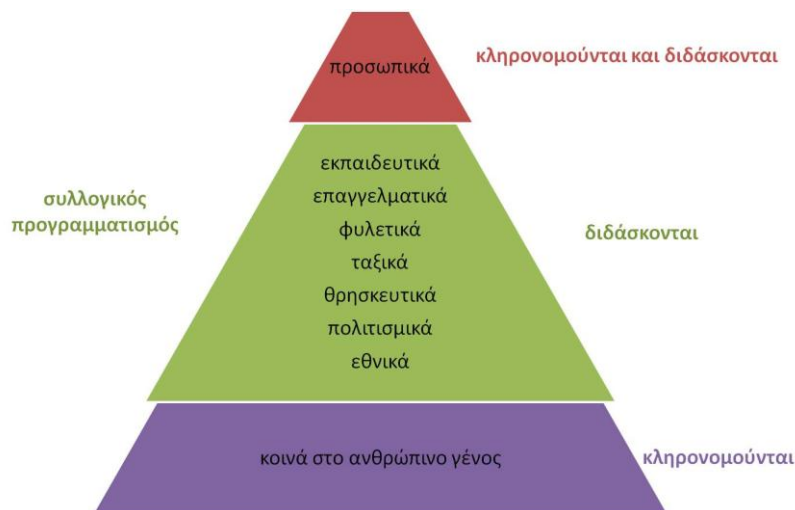 προσωπικά
κληρονομούνται και διδάσκονται
εκπαιδευτικά
επαγγελματικά
φυλετικά
ταξικά
θρησκευτικά
πολιτισμικά
εθνικά
συλλογικός
προγραμματισμός
διδάσκονται
κοινά στο ανθρώπινο γένος
κληρονομούνται